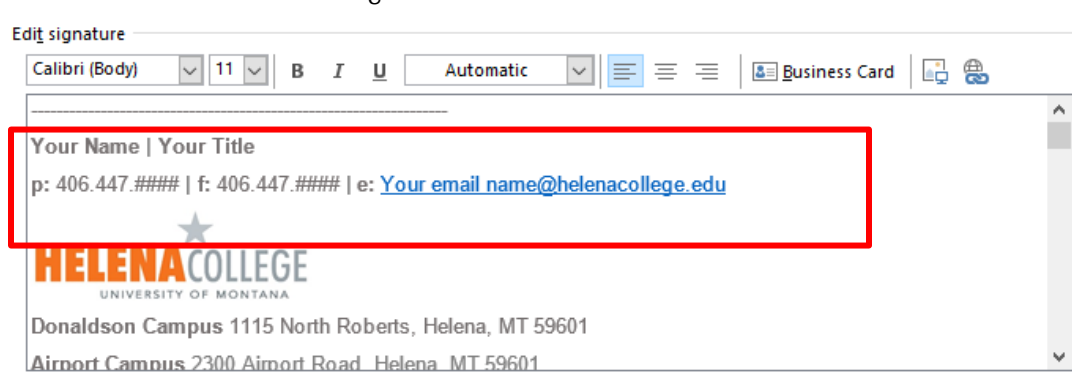 Edit signature
Calibri (Body) 11 B I U Automatic Business Card
Your Name | Your Title
p: 406.447.#### | f: 406.447.#### | e: Your email name@helenacollege.edu
HELENACOLLEGE
UNIVERSITY OF MONTANA
Donaldson Campus 1115 North Roberts, Helena, MT 59601
Airport Campus 2300 Airport Road, Helena, MT 59601